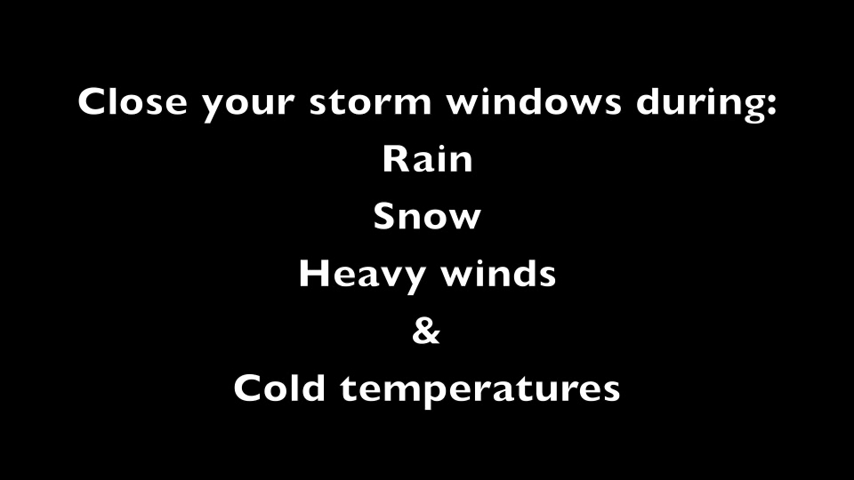 Close your storm windows during:
Rain
Snow
Heavy winds
&
Cold temperatures